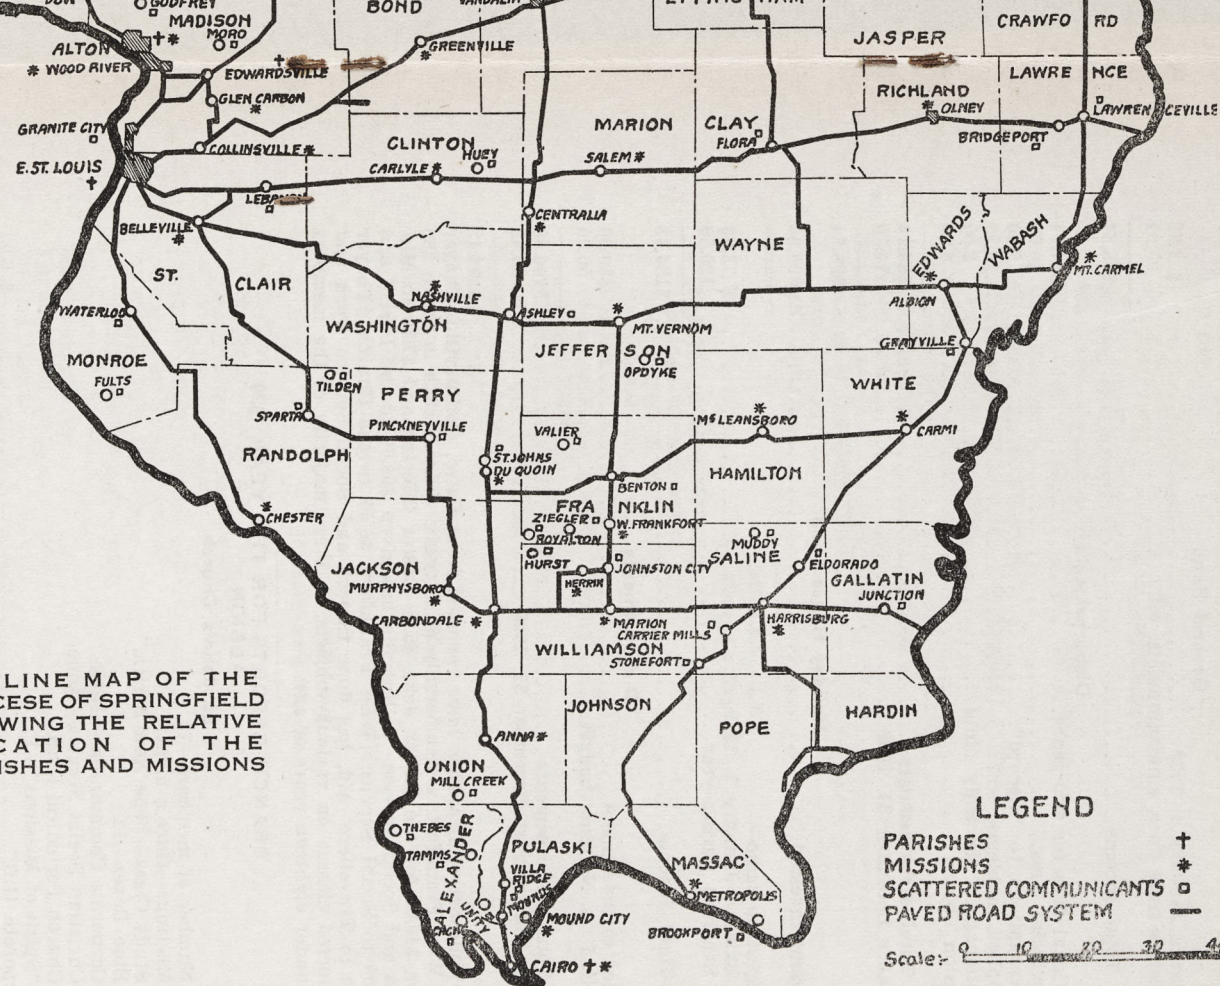 GODFREY
MADISON
BOND
MORO
ALTON
WOOD RIVER
GREENVILLE
EDWARDSVILLE
JASPER
CRAWFO RD
GLEN CARBON
GRANITE CITY
COLLINSVILLE
CLINTON
HUEY
CARLYLE
MARION
SALEM
CLAY
FLORA
RICHLAND
OLNEY
BRIDGEPORT
LAWRE NCE
LAWRENCEVILLE
E. ST. LOUIS
LEBANON
BELLEVILLE
CENTRALIA
WAYNE
EDWARDS
WABASH
MT. CARMEL
ST. CLAIR
NASHVILLE
ASHLEY
MT. VERNOM
ALBION
WATERLOO
WASHINGTON
JEFFER SON
OPDYKE
GRAYVILLE
MONROE
FULTS
TILDEN
PERRY
WHITE
SPARTA
PINCKNEYVILLE
VALIER
McLEANSBORO
CARMI
RANDOLPH
ST. JOHNS
DU QUOIN
BENTON
HAMILTON
CHESTER
FRA NKLIN
ZIEGLER
W. FRANKFORT
ROYALTON
MUDDY
SALINE
JACKSON
HURST
JOHNSTON CITY
ELDORADO
GALLATIN
MURPHYSBORO
HERRIN
JUNCTION
CARBONDALE
MARION
HARRISBURG
CARRIER MILLS
WILLIAMSON
STONEFORT
LINE MAP OF THE
CESE OF SPRINGFIELD
WING THE RELATIVE
CATION OF THE
ISHES AND MISSIONS
JOHNSON
POPE
HARDIN
ANNA
UNION
MILL CREEK
THEBES
TAMMS
ALEXANDER
PULASKI
VILLA
RIDGE
MOUNDS
UNITY
CACHE
MOUND CITY
CAIRO
MASSAC
METROPOLIS
BROOKPORT
LEGEND
PARISHES
MISSIONS
SCATTERED COMMUNICANTS
PAVED ROAD SYSTEM
Scale:- 0 10 20 30 4